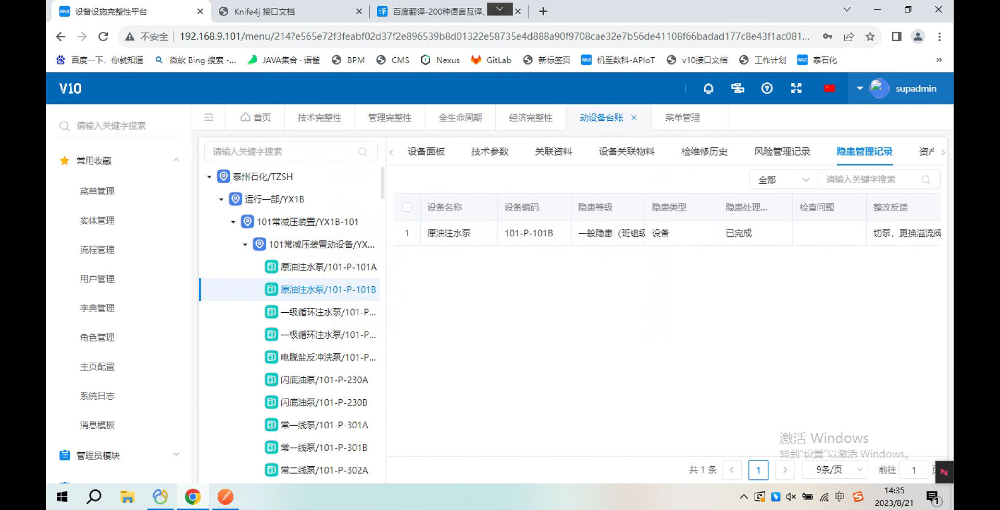 设备设施完整性平台
Knife4j 接口文档
百度翻译-200种语言互译、
不安全
192.168.9.101/menu/214?e565e72f3feabf02d37f2e896539b8d01322e58735e4d888a90f9708cae32e7b56de41108f66badad177c8e43f1ac081...
百度一下，你就知道
微软 Bing 搜索 -...
JAVA集合 · 语雀
BPM
CMS
Nexus
GitLab
新标签页
机至数科-APIoT
v10接口文档
工作计划
泰石化
V10
supadmin
请输入关键字搜索
常用收藏
菜单管理
实体管理
流程管理
用户管理
字典管理
角色管理
主页配置
系统日志
消息模板
管理员模块
首页
技术完整性
管理完整性
全生命周期
经济完整性
动设备台账
菜单管理
请输入关键字搜索
泰州石化/TZSH
运行一部/YX1B
101常减压装置/YX1B-101
101常减压装置动设备/YX...
原油注水泵/101-P-101A
原油注水泵/101-P-101B
一级循环注水泵/101-P...
一级循环注水泵/101-P...
电脱盐反冲洗泵/101-P...
闪底油泵/101-P-230A
闪底油泵/101-P-230B
常一线泵/101-P-301A
常一线泵/101-P-301B
常二线泵/101-P-302A
设备面板
技术参数
关联资料
设备关联物料
检维修历史
风险管理记录
隐患管理记录
资产
全部
请输入关键字搜索
设备名称
设备编码
隐患等级
隐患类型
隐患处理...
检查问题
整改反馈
1
原油注水泵
101-P-101B
一般隐患（班组级
设备
已完成
切泵，更换溢流阀
激活 Windows
转到"设置"以激活 Windows。
共 1 条
1
9条/页
前往
1
中
14:35
2023/8/21
1